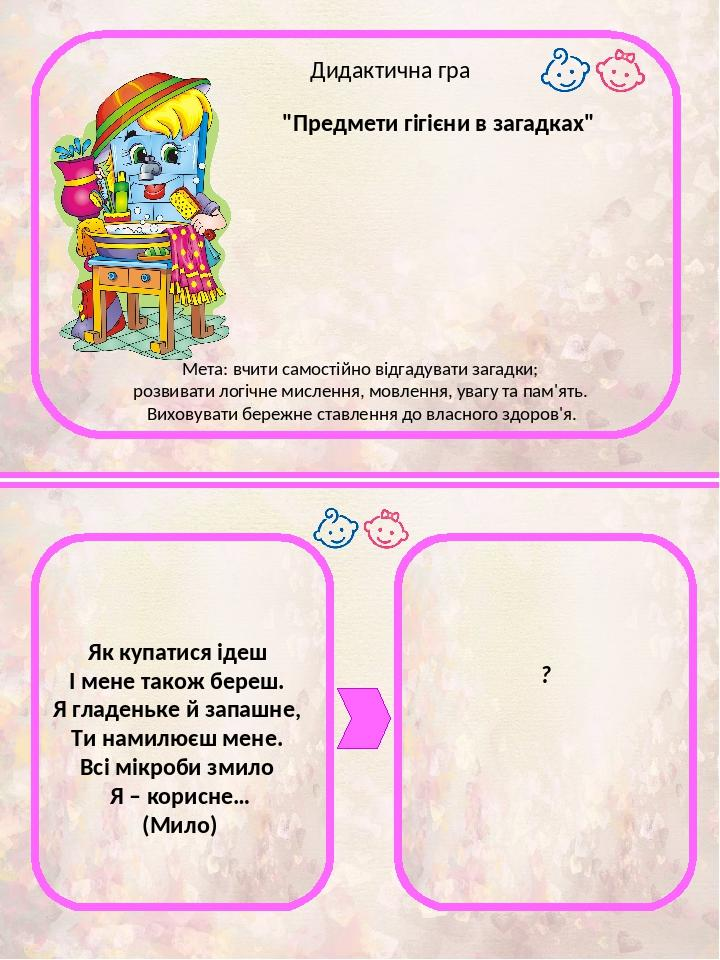 Дидактична гра
"Предмети гігієни в загадках"
Мета: вчити самостійно відгадувати загадки;
розвивати логічне мислення, мовлення, увагу та пам'ять.
Виховувати бережне ставлення до власного здоров'я.
Як купатися ідеш
І мене також береш.
Я гладеньке й запашне,
Ти намилюєш мене.
Всі мікроби змило
Я – корисне…
(Мило)
?